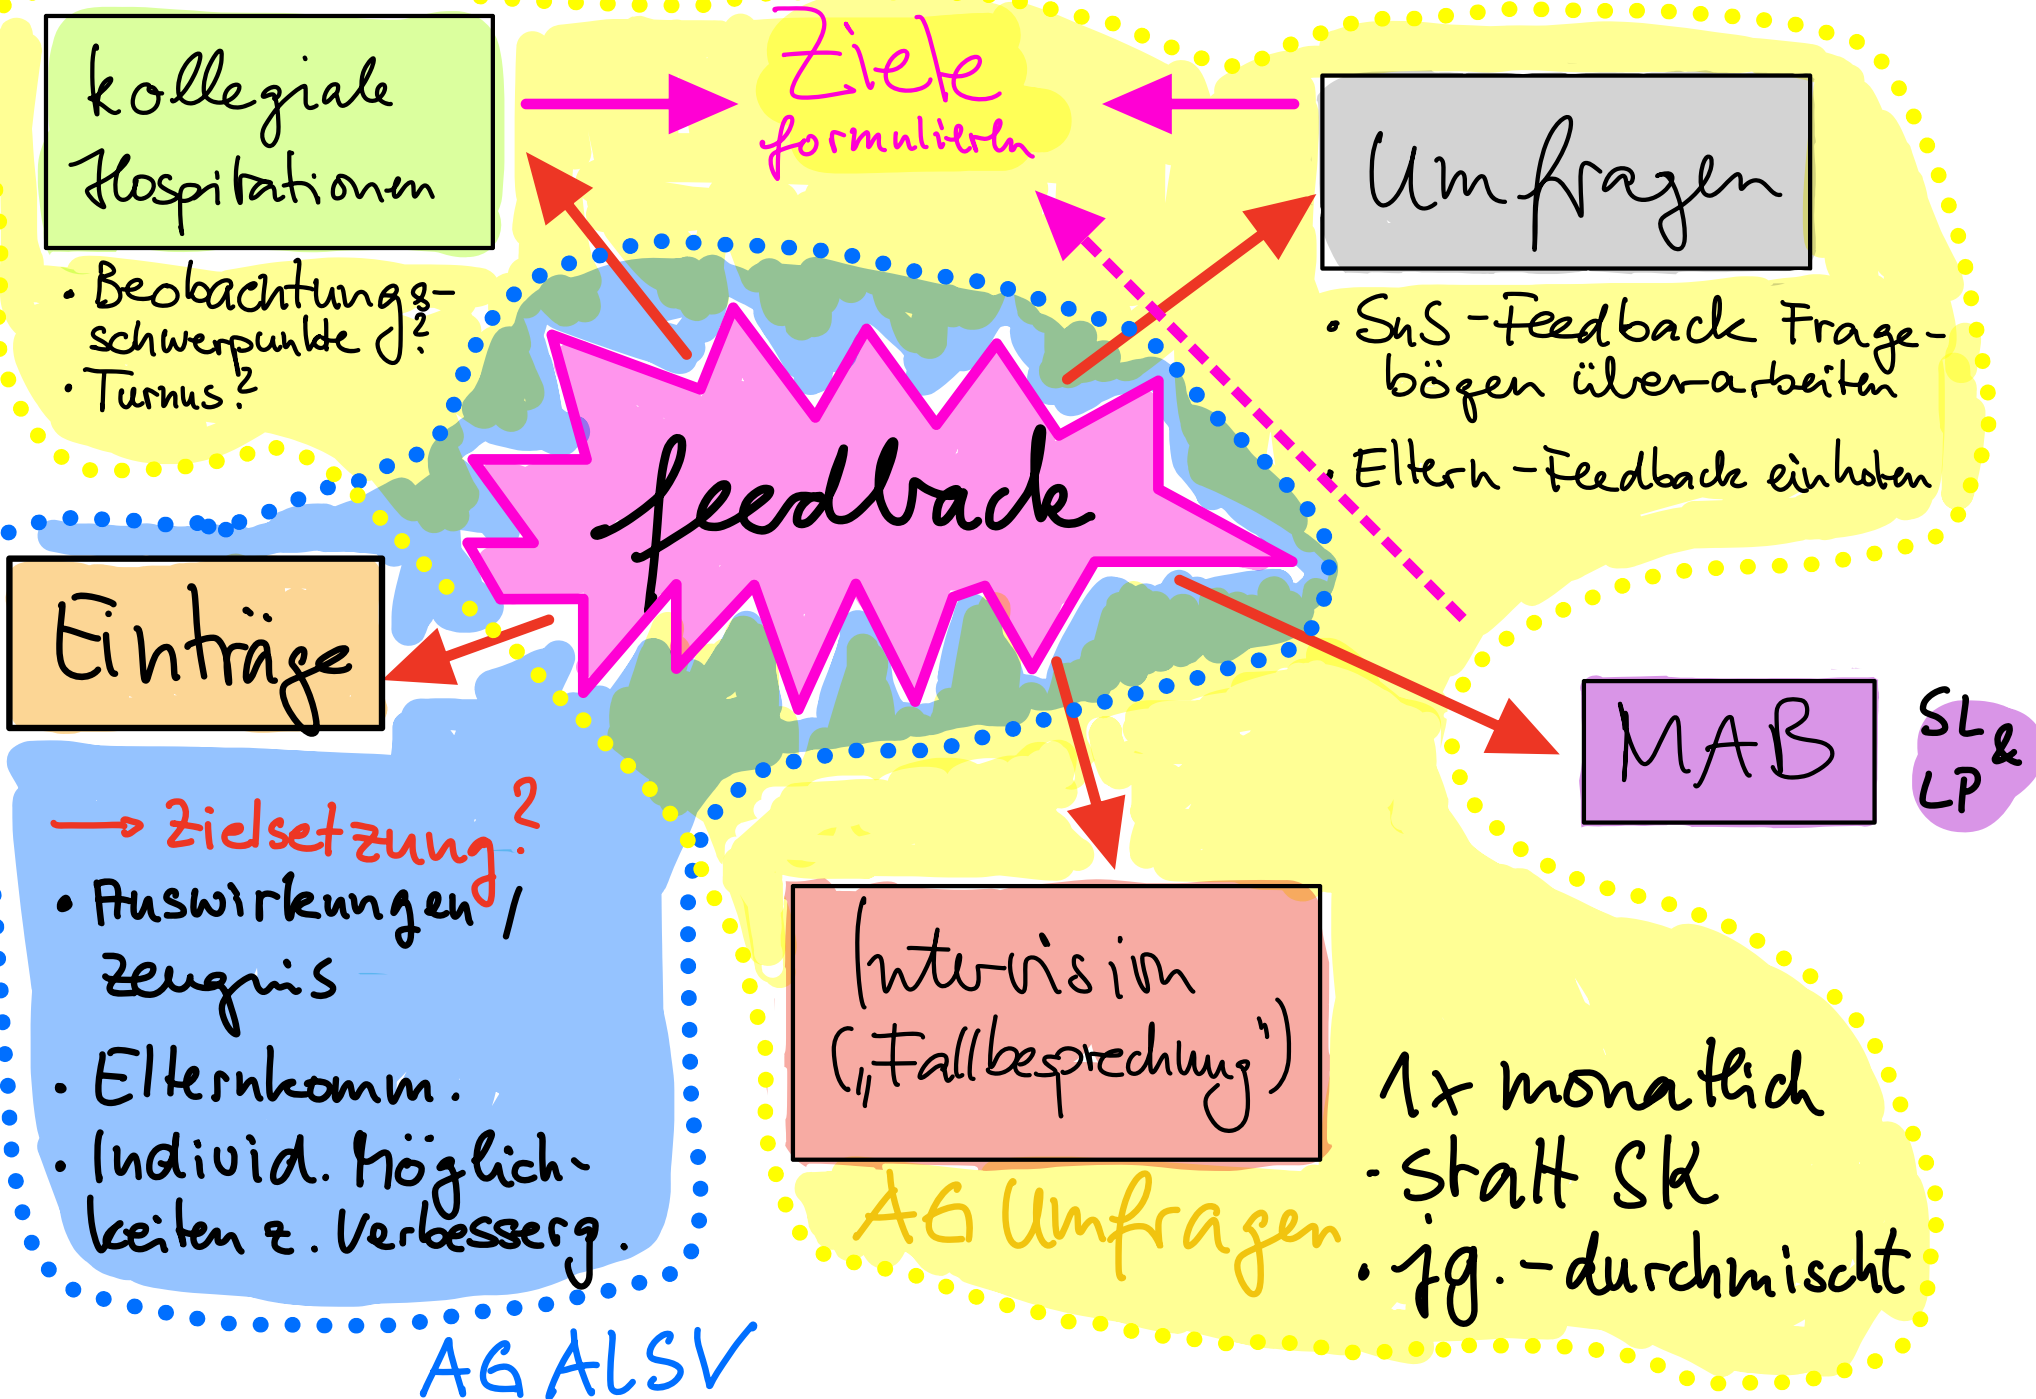 kollegiale
Hospitationen
• Beobachtungs-
schwerpunkte?
• Turnus?
Ziele
formulieren
Umfragen
• SuS-Feedback Frage-
bögen überarbeiten
• Eltern-Feedback einholen
feedback
Einträge
→ Zielsetzung?
• Auswirkungen /
Zeugnis
• Elternkomm.
• Individ. Möglich-
keiten z. Verbesserg.
AG ALSV
MAB
SL &
LP
Intervision
(„Fallbesprechung")
AG Umfragen
1x monatlich
- statt SK
• jg.-durchmischt